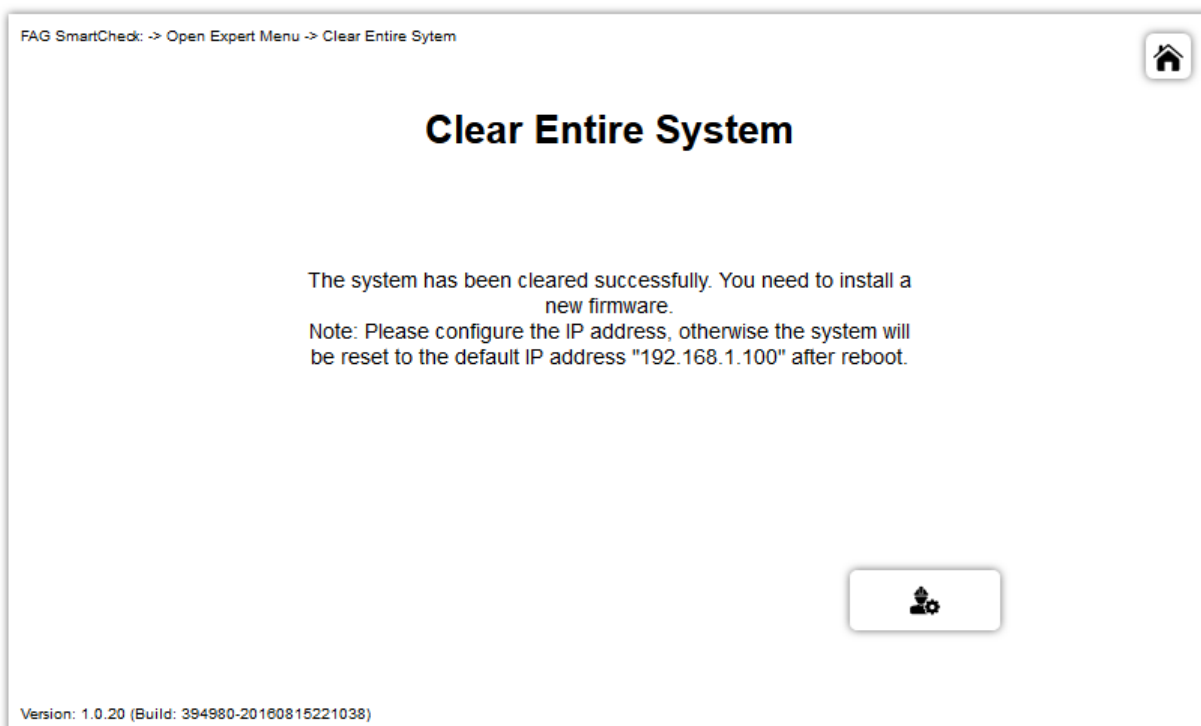 FAG SmartCheck: -> Open Expert Menu -> Clear Entire Sytem
Clear Entire System
The system has been cleared successfully. You need to install a
new firmware.
Note: Please configure the IP address, otherwise the system will
be reset to the default IP address "192.168.1.100" after reboot.
Version: 1.0.20 (Build: 394980-20160815221038)